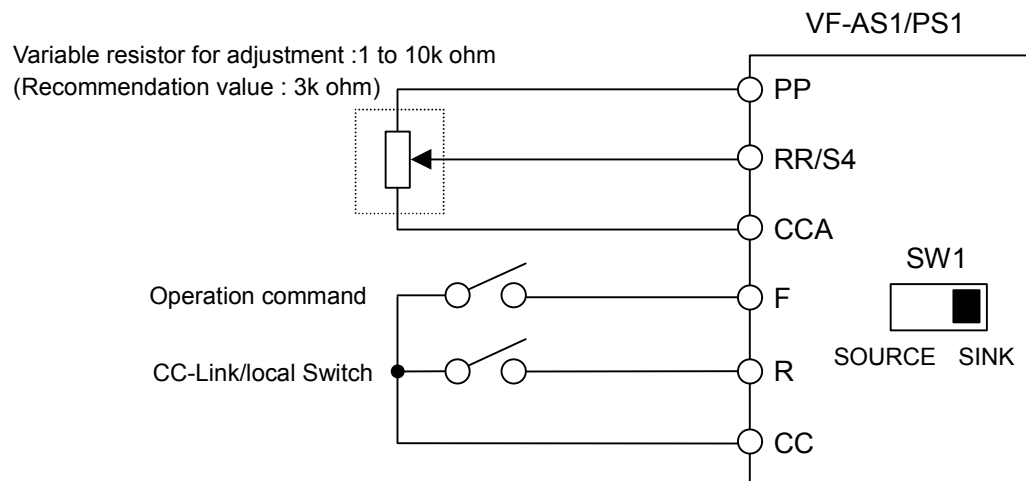 VF-AS1/PS1
Variable resistor for adjustment :1 to 10k ohm
(Recommendation value : 3k ohm)
PP
RR/S4
CCA
SW1
Operation command
F
SOURCE SINK
CC-Link/local Switch
R
CC